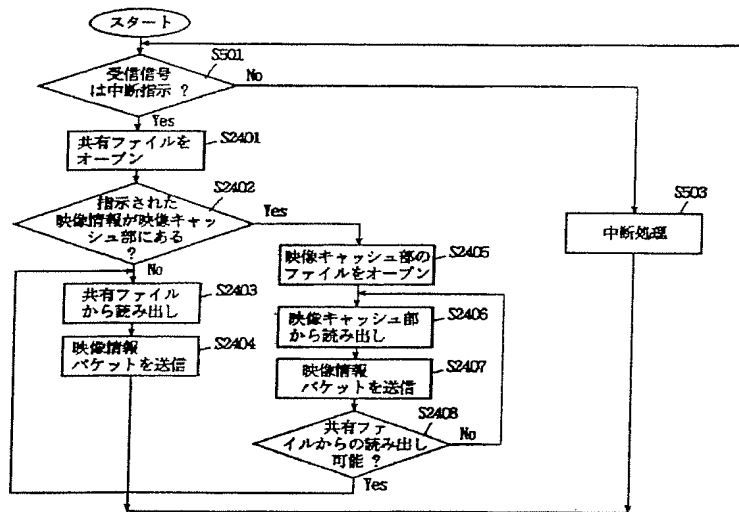 スタート
S501
受信信号
は中断指示 ?
No
Yes
共有ファイルを
オープン
S2401
S2402
指示された
映像情報が映像キャッ
シュ部にある
?
Yes
No
S503
中断処理
映像キャッシュ部の
ファイルをオープン
S2405
共有ファイル
から読み出し
S2403
映像キャッシュ部
から読み出し
S2406
映像情報
パケットを送信
S2404
映像情報
パケットを送信
S2407
S2408
共有ファ
イルからの読み出し
可能 ?
No
Yes